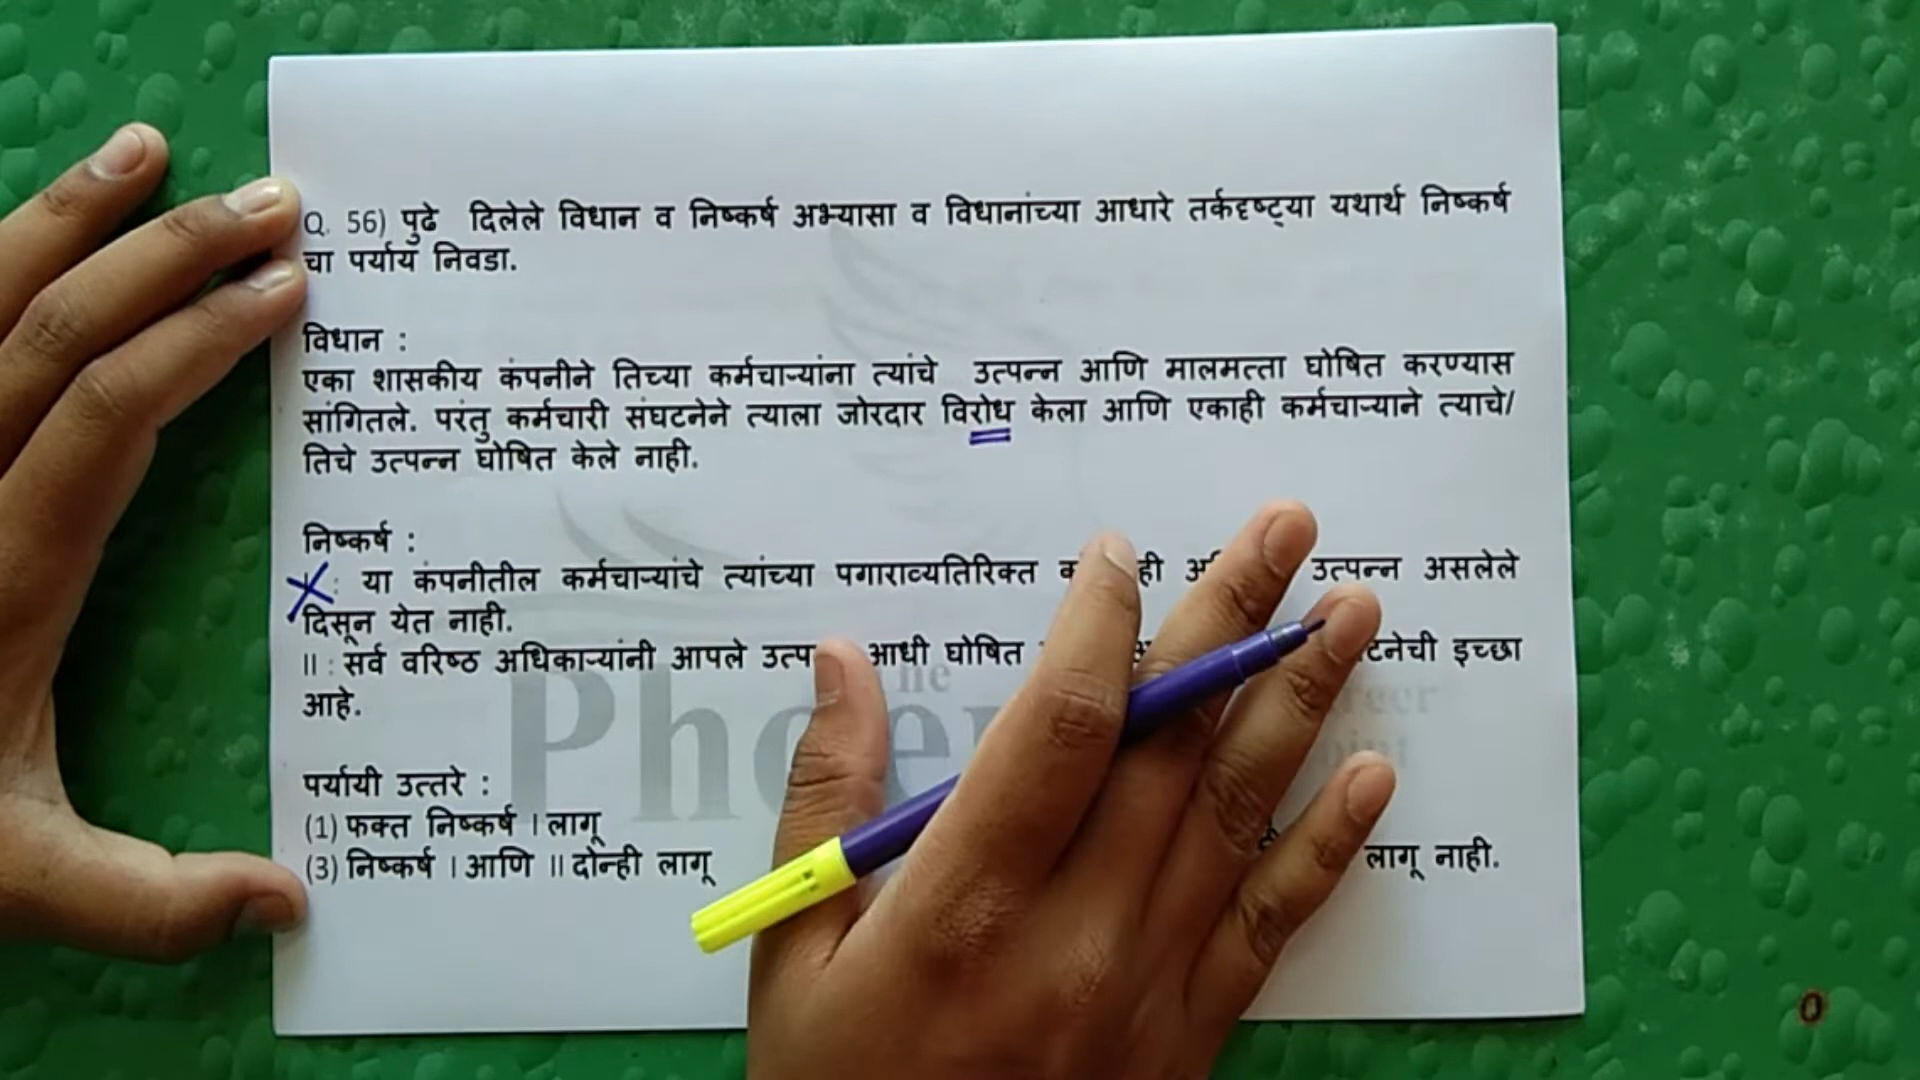 Q. 56) पुढे दिलेले विधान व निष्कर्ष अभ्यासा व विधानांच्या आधारे तर्कदृष्ट्या यथार्थ निष्कर्ष
चा पर्याय निवडा.
विधान :
एका शासकीय कंपनीने तिच्या कर्मचाऱ्यांना त्यांचे उत्पन्न आणि मालमत्ता घोषित करण्यास
सांगितले. परंतु कर्मचारी संघटनेने त्याला जोरदार विरोध केला आणि एकाही कर्मचाऱ्याने त्याचे/
तिचे उत्पन्न घोषित केले नाही.
निष्कर्ष :
: या कंपनीतील कर्मचाऱ्यांचे त्यांच्या पगाराव्यतिरिक्त उत्पन्न असलेले
दिसून येत नाही.
II : सर्व वरिष्ठ अधिकाऱ्यांनी आपले आधी घोषित इच्छा
आहे.
The
पर्यायी उत्तरे :
(1) फक्त निष्कर्ष I लागू
(3) निष्कर्ष I आणि II दोन्ही लागू लागू नाही.